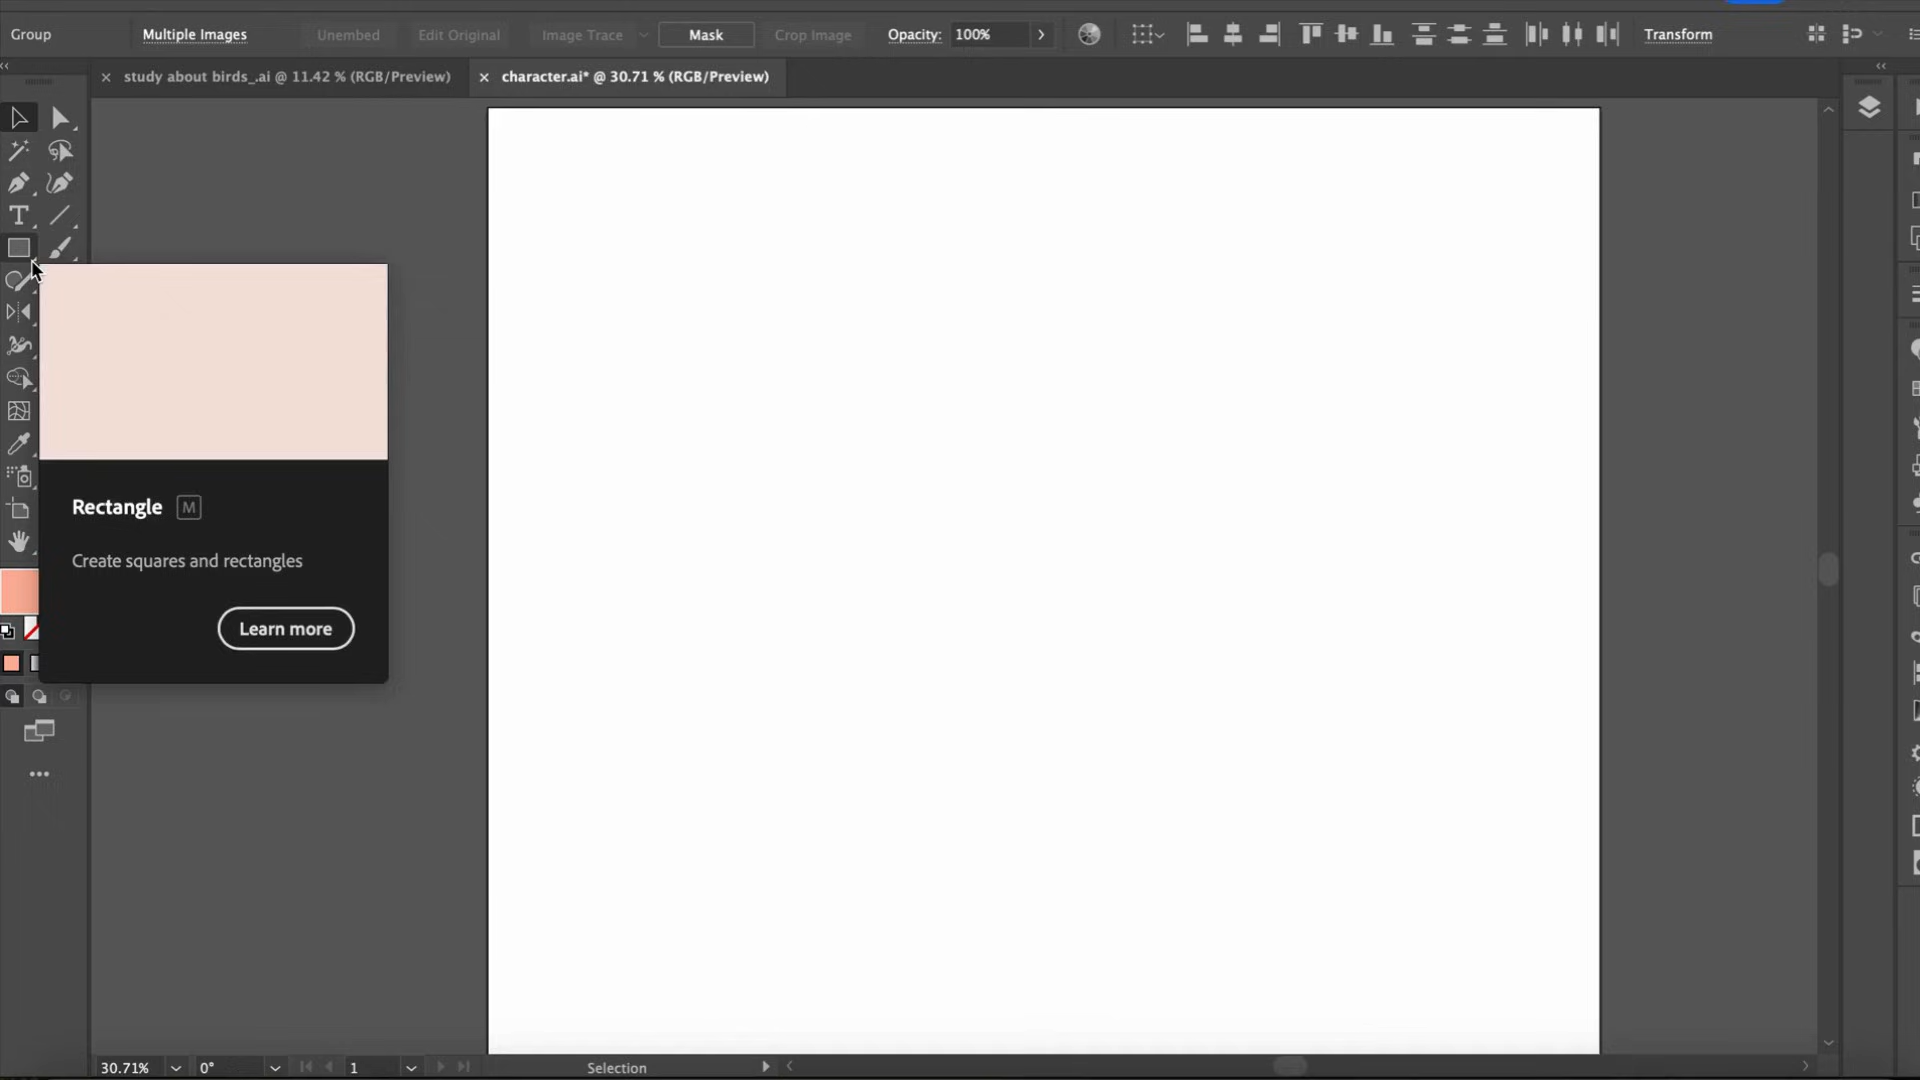 Group
Multiple Images
Unembed
Edit Original
Image Trace
Mask
Crop Image
Opacity:
100%
Transform
study about birds_.ai @ 11.42 % (RGB/Preview)
character.ai* @ 30.71 % (RGB/Preview)
Rectangle M
Create squares and rectangles
Learn more
30.71%
0°
1
Selection